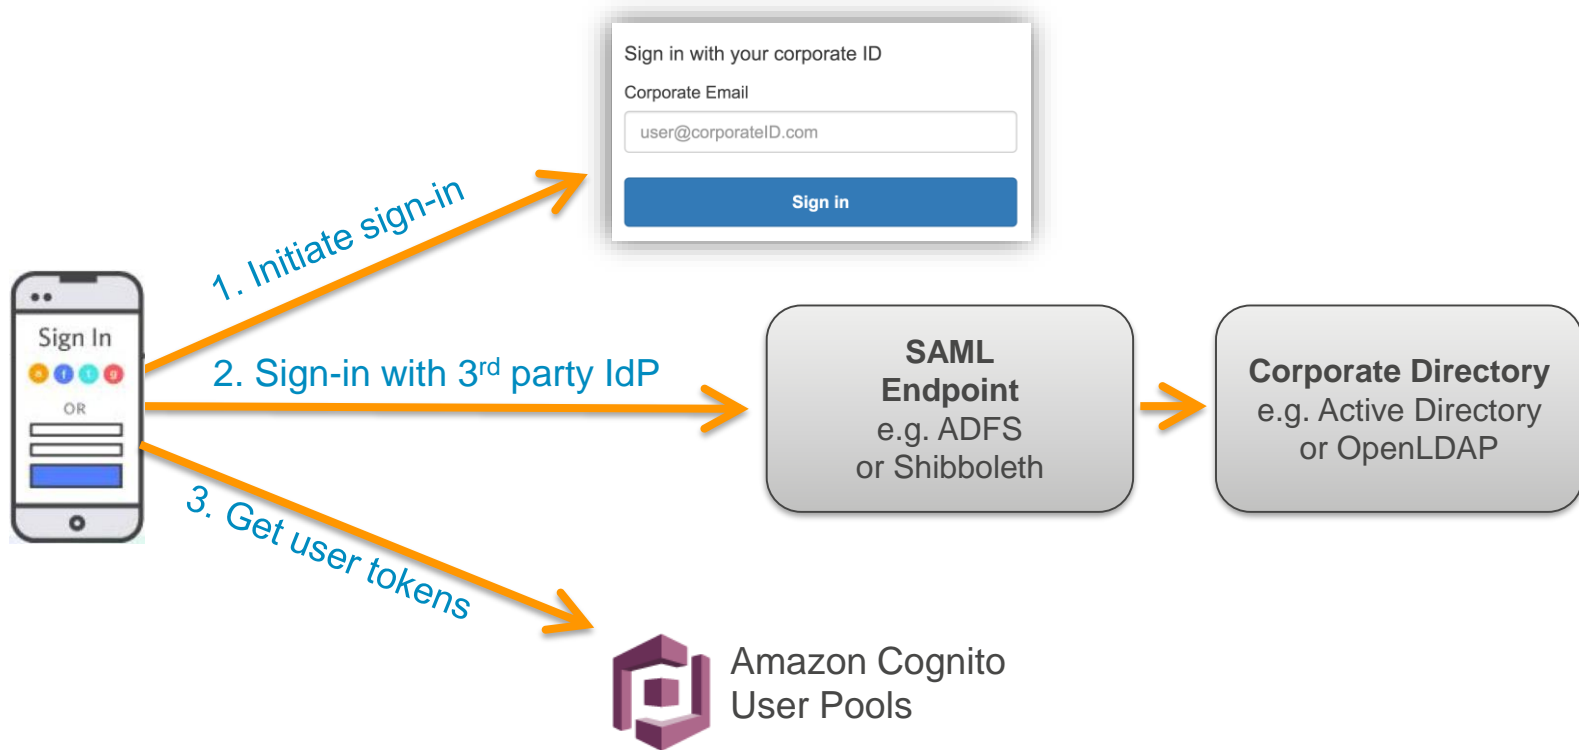 Sign in with your corporate ID
Corporate Email
user@corporateID.com
Sign in
1. Initiate sign-in
Sign In
a f t g
OR
2. Sign-in with 3rd party IdP
SAML
Endpoint
e.g. ADFS
or Shibboleth
Corporate Directory
e.g. Active Directory
or OpenLDAP
3. Get user tokens
Amazon Cognito
User Pools